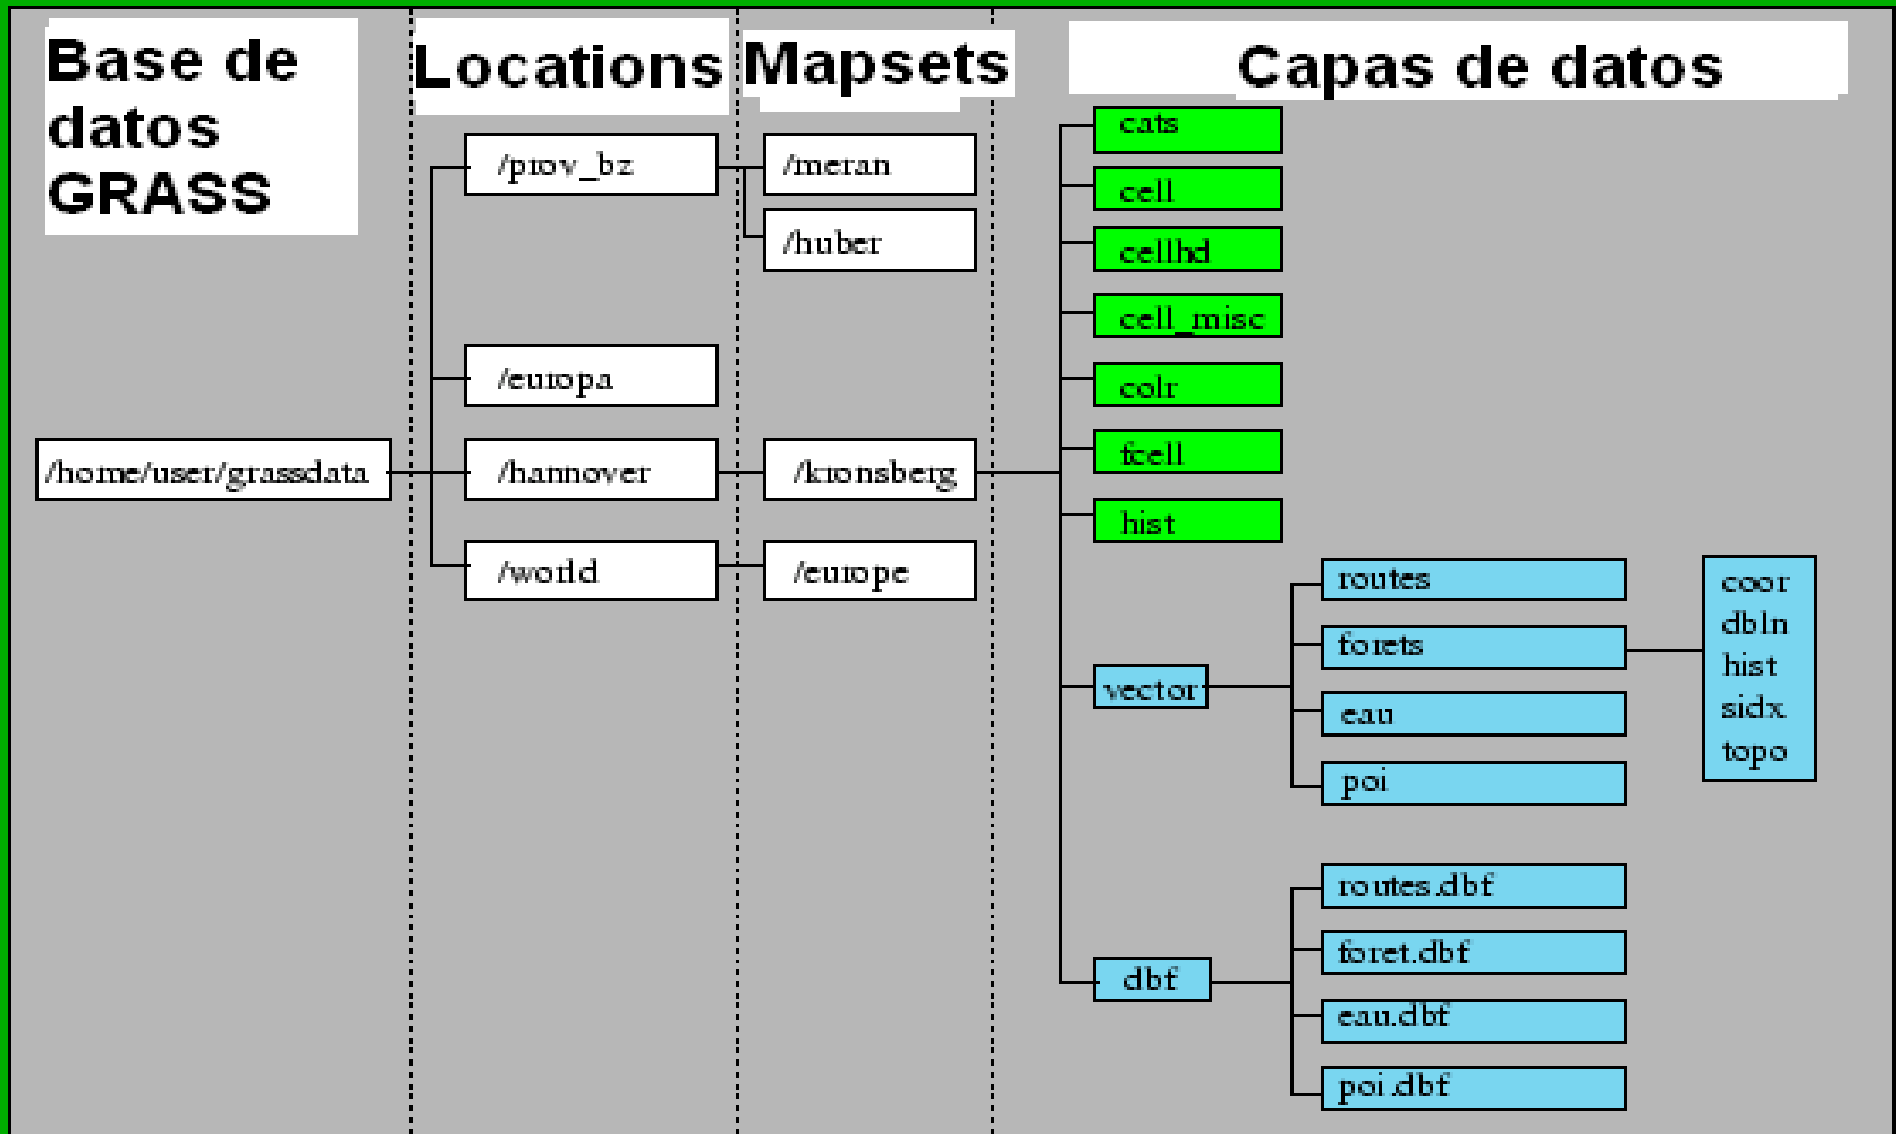 Base de
datos
GRASS
Locations
Mapsets
Capas de datos
/home/user/grassdata
/prov_bz
/europa
/hannover
/world
/meran
/huber
/kronsberg
/europe
cats
cell
cellhd
cell_misc
colr
fcell
hist
vector
routes
forets
eau
poi
coor
dbln
hist
sidx
topo
dbf
routes.dbf
foret.dbf
eau.dbf
poi.dbf